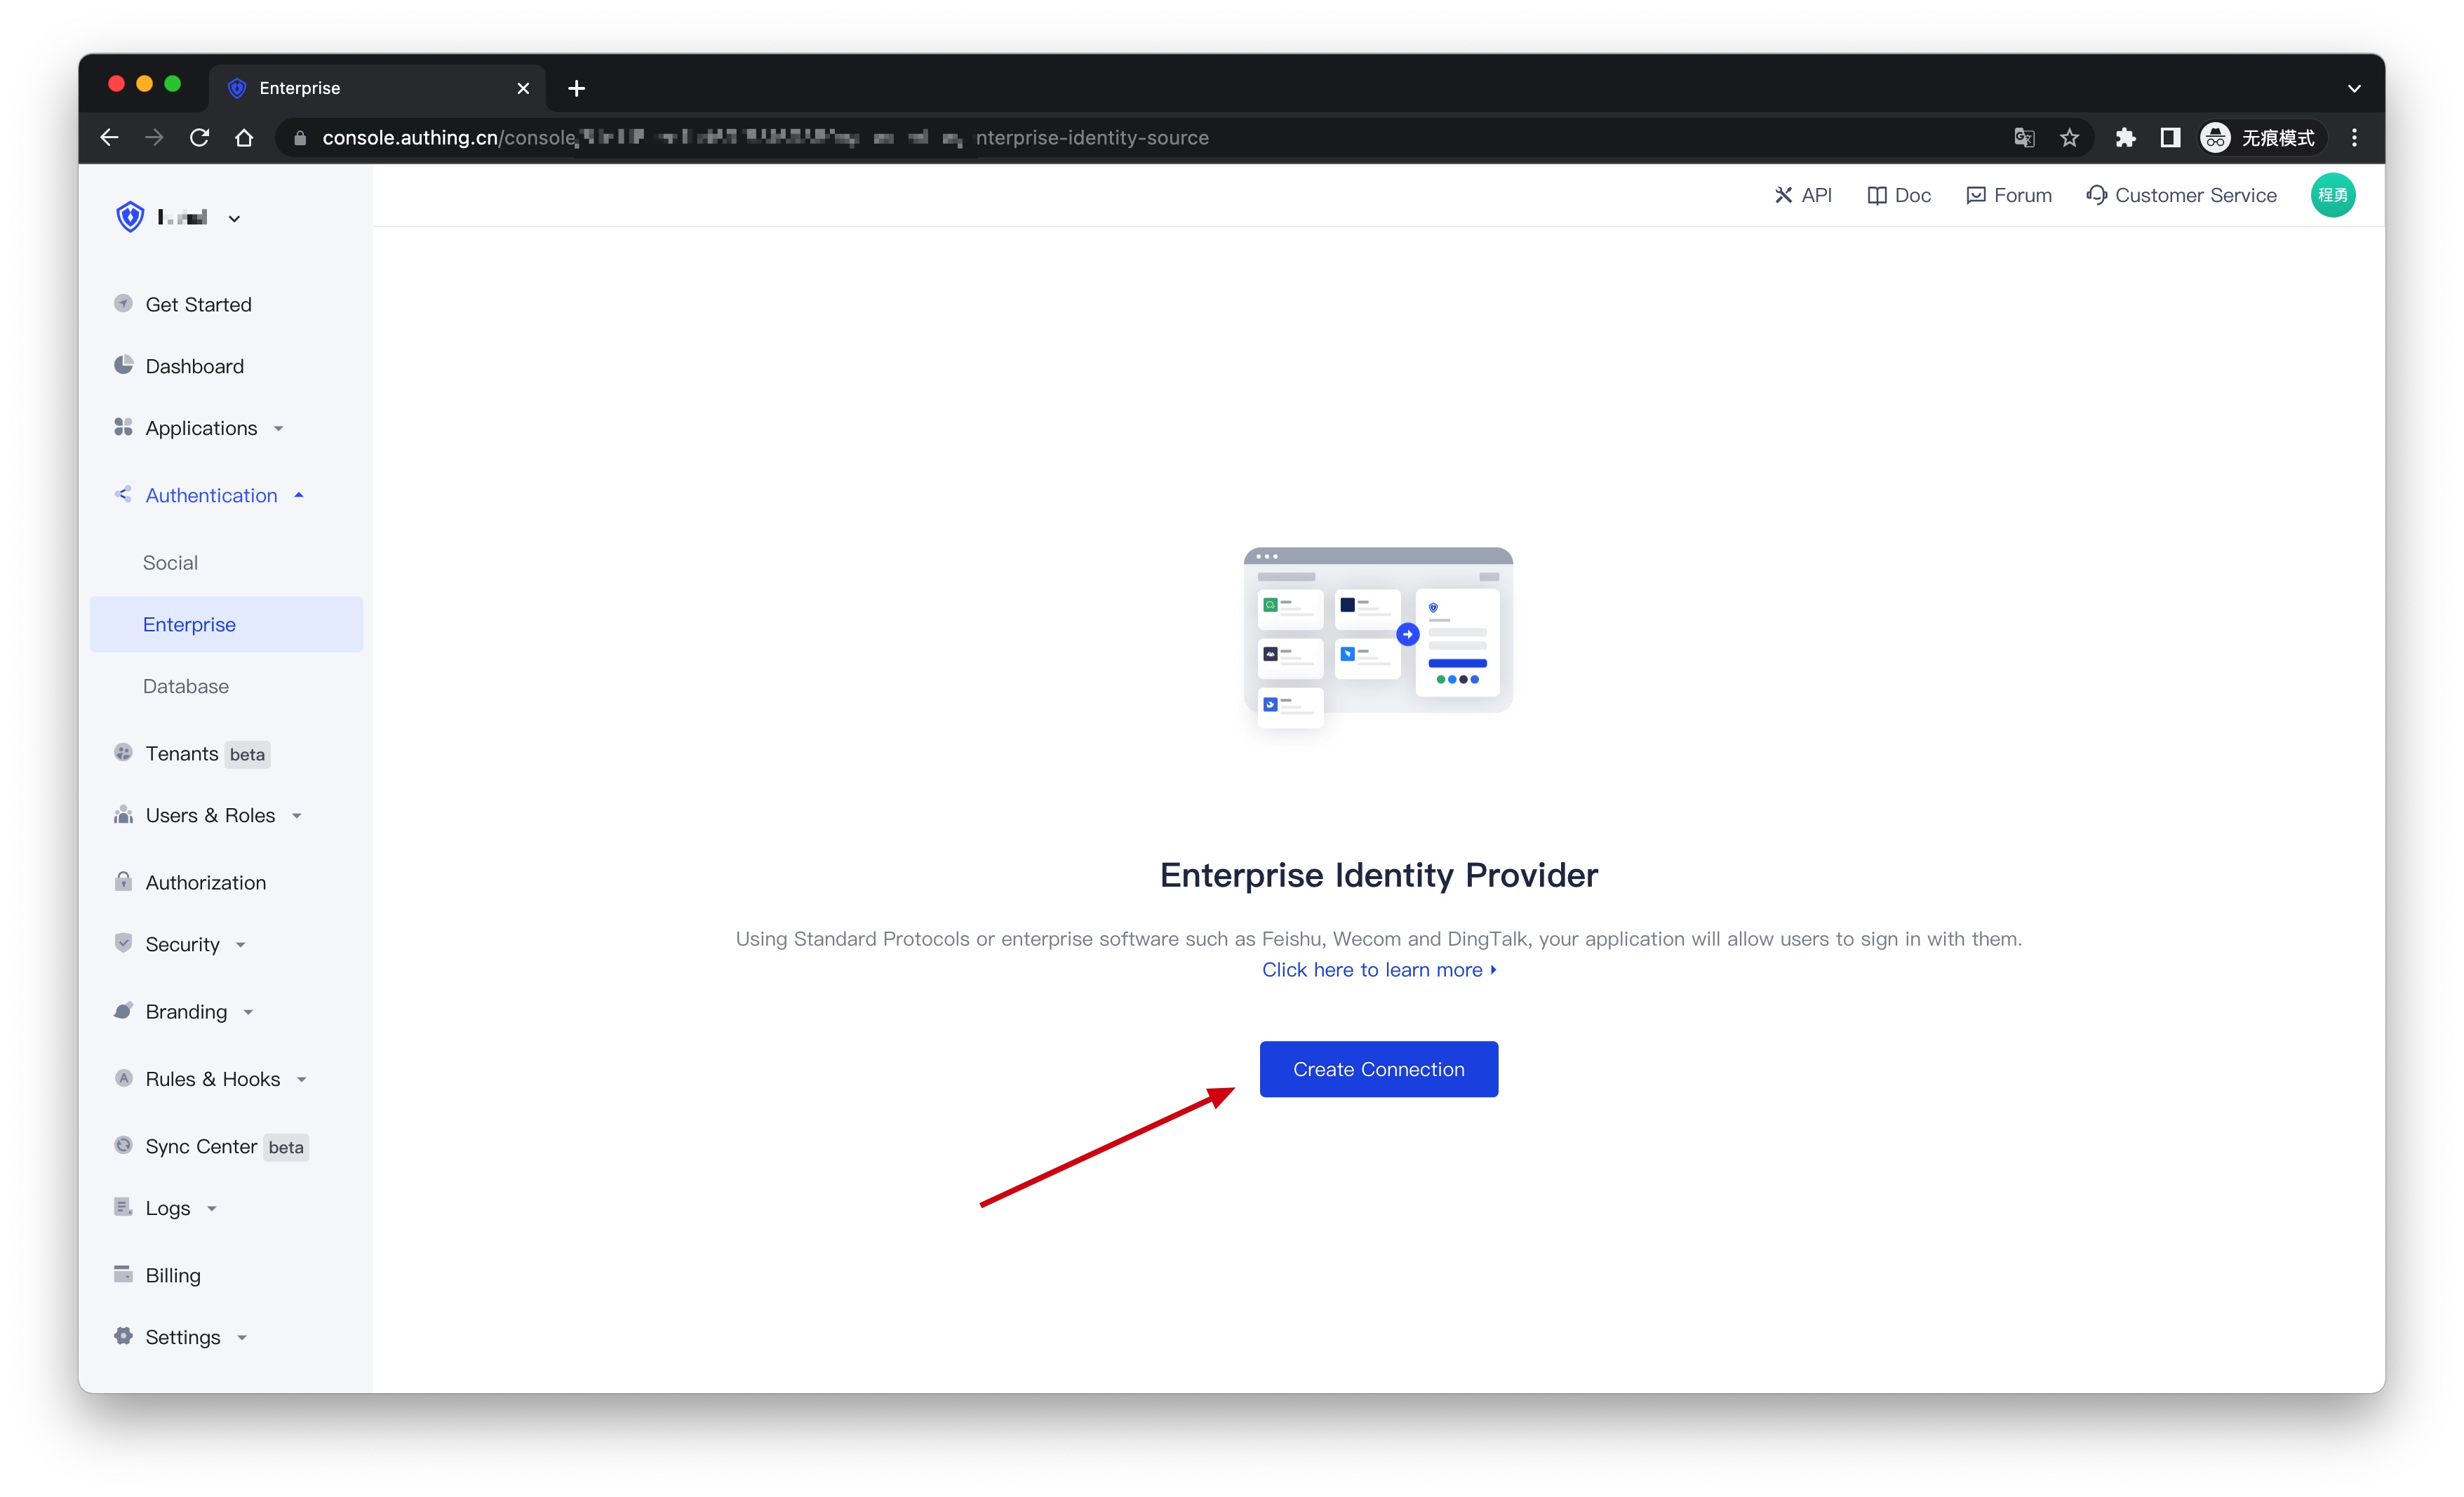 Enterprise
console.authing.cn/console
nterprise-identity-source
无痕模式
API
Doc
Forum
Customer Service
程勇
Get Started
Dashboard
Applications
Authentication
Social
Enterprise
Database
Tenants beta
Users & Roles
Authorization
Security
Branding
Rules & Hooks
Sync Center beta
Logs
Billing
Settings
Enterprise Identity Provider
Using Standard Protocols or enterprise software such as Feishu, Wecom and DingTalk, your application will allow users to sign in with them.
Click here to learn more
Create Connection